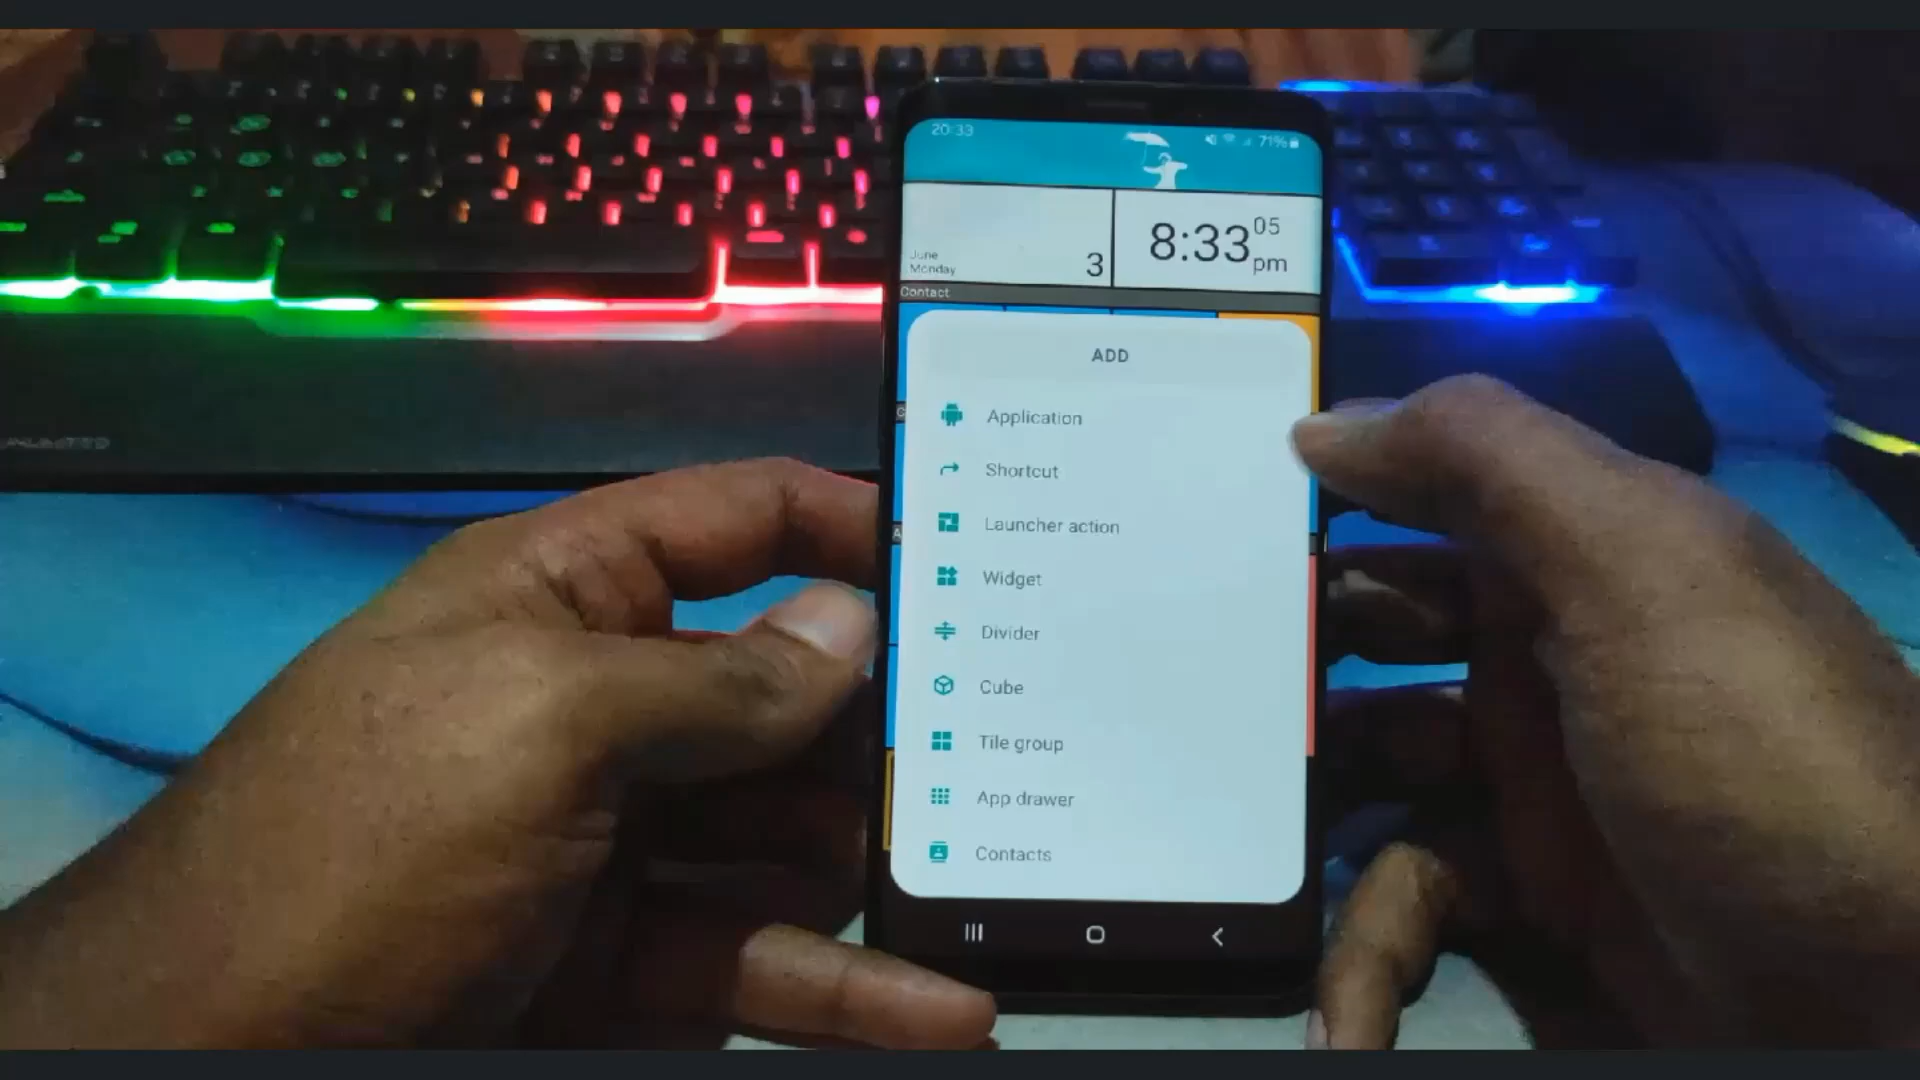 20:33
71%
June
Monday
3
8:33
05
pm
Contact
ADD
Application
Shortcut
Launcher action
Widget
Divider
Cube
Tile group
App drawer
Contacts